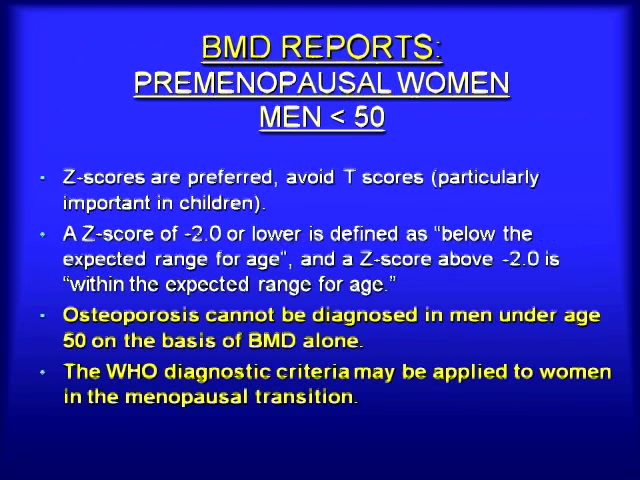 BMD REPORTS:
PREMENOPAUSAL WOMEN
MEN < 50
• Z-scores are preferred, avoid T scores (particularly
important in children).
• A Z-score of -2.0 or lower is defined as “below the
expected range for age”, and a Z-score above -2.0 is
“within the expected range for age.”
• Osteoporosis cannot be diagnosed in men under age
50 on the basis of BMD alone.
• The WHO diagnostic criteria may be applied to women
in the menopausal transition.